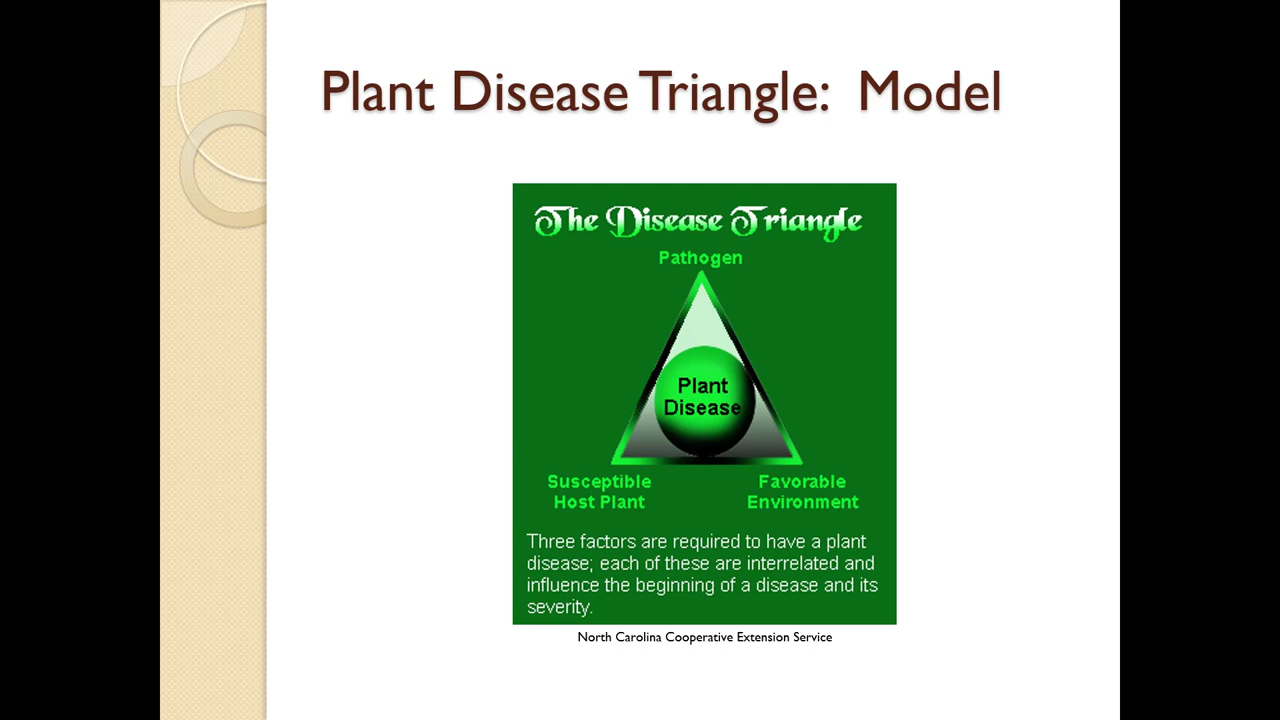 Plant Disease Triangle: Model
The Disease Triangle
Pathogen
Plant
Disease
Susceptible
Host Plant
Favorable
Environment
Three factors are required to have a plant
disease; each of these are interrelated and
influence the beginning of a disease and its
severity.
North Carolina Cooperative Extension Service